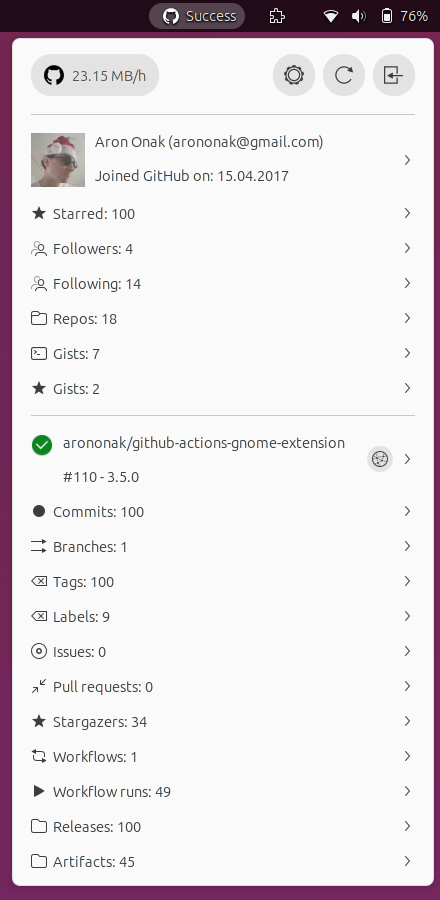 Success
76%
23.15 MB/h
Aron Onak (arononak@gmail.com)
Joined GitHub on: 15.04.2017
Starred: 100
Followers: 4
Following: 14
Repos: 18
Gists: 7
Gists: 2
arononak/github-actions-gnome-extension
#110 - 3.5.0
Commits: 100
Branches: 1
Tags: 100
Labels: 9
Issues: 0
Pull requests: 0
Stargazers: 34
Workflows: 1
Workflow runs: 49
Releases: 100
Artifacts: 45